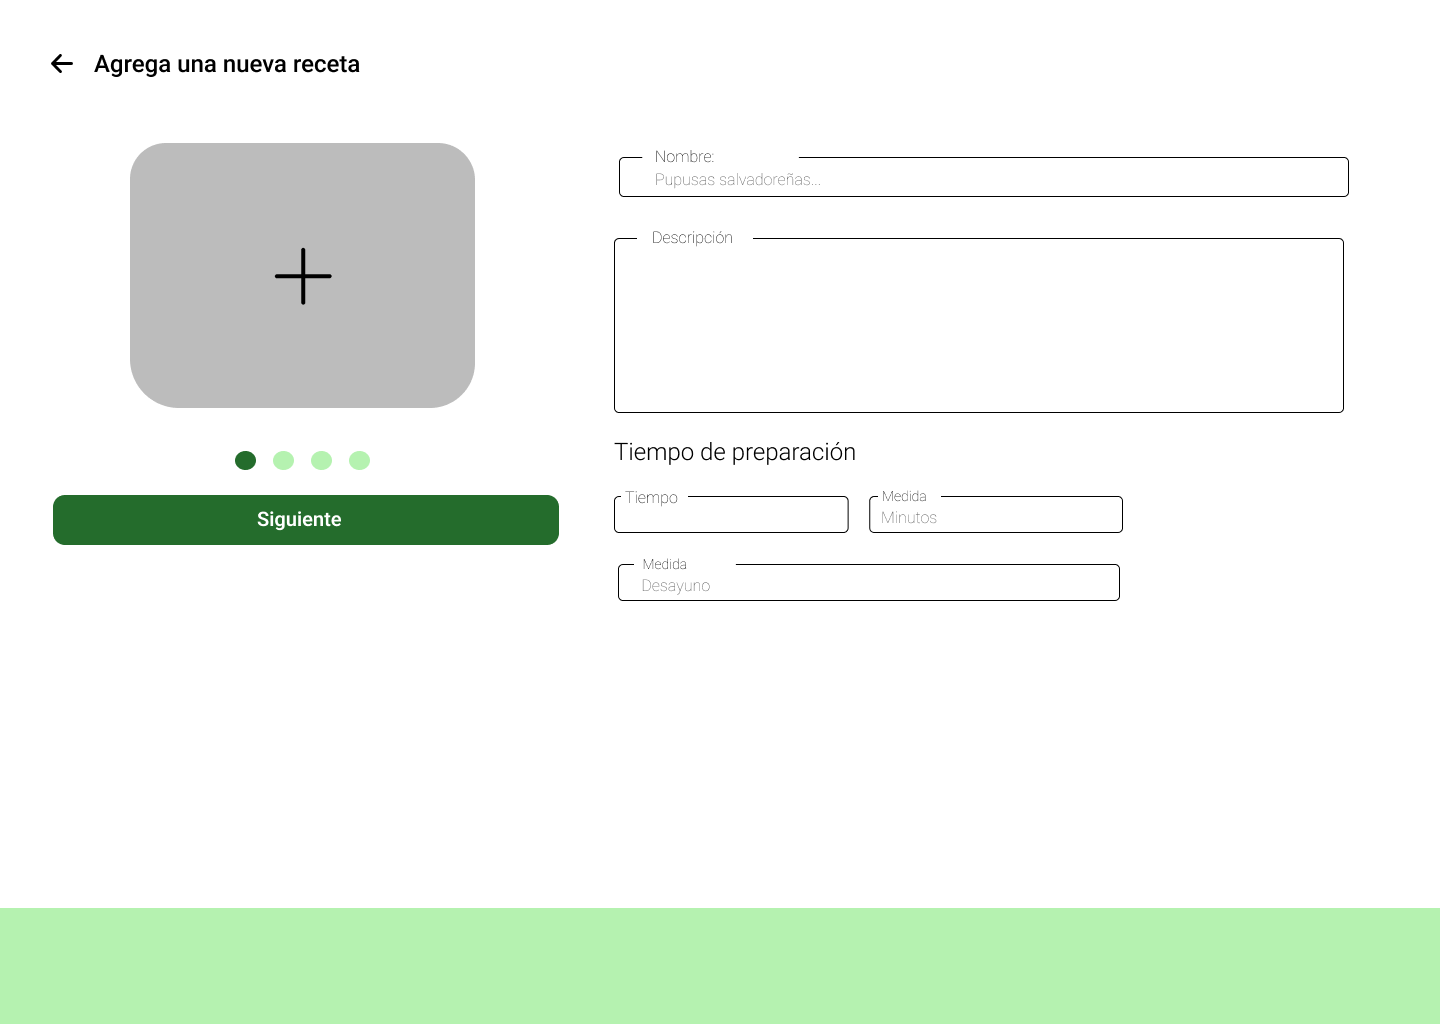 Agrega una nueva receta
Nombre:
Pupusas salvadoreñas...
Descripción
Tiempo de preparación
Tiempo
Medida
Minutos
Medida
Desayuno
Siguiente